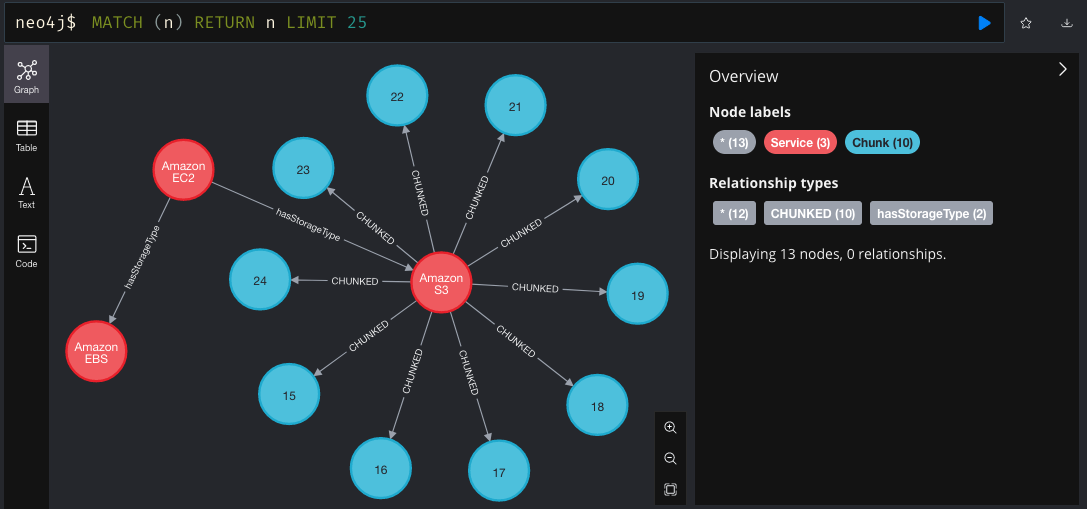 neo4j$ MATCH (n) RETURN n LIMIT 25
Graph
Table
Text
Code
22
21
23
20
Amazon
EC2
24
Amazon
S3
19
Amazon
EBS
15
18
16
17
hasStorageType
hasStorageType
CHUNKED
CHUNKED
CHUNKED
CHUNKED
CHUNKED
CHUNKED
CHUNKED
CHUNKED
CHUNKED
CHUNKED
Overview
Node labels
* (13) Service (3) Chunk (10)
Relationship types
* (12) CHUNKED (10) hasStorageType (2)
Displaying 13 nodes, 0 relationships.